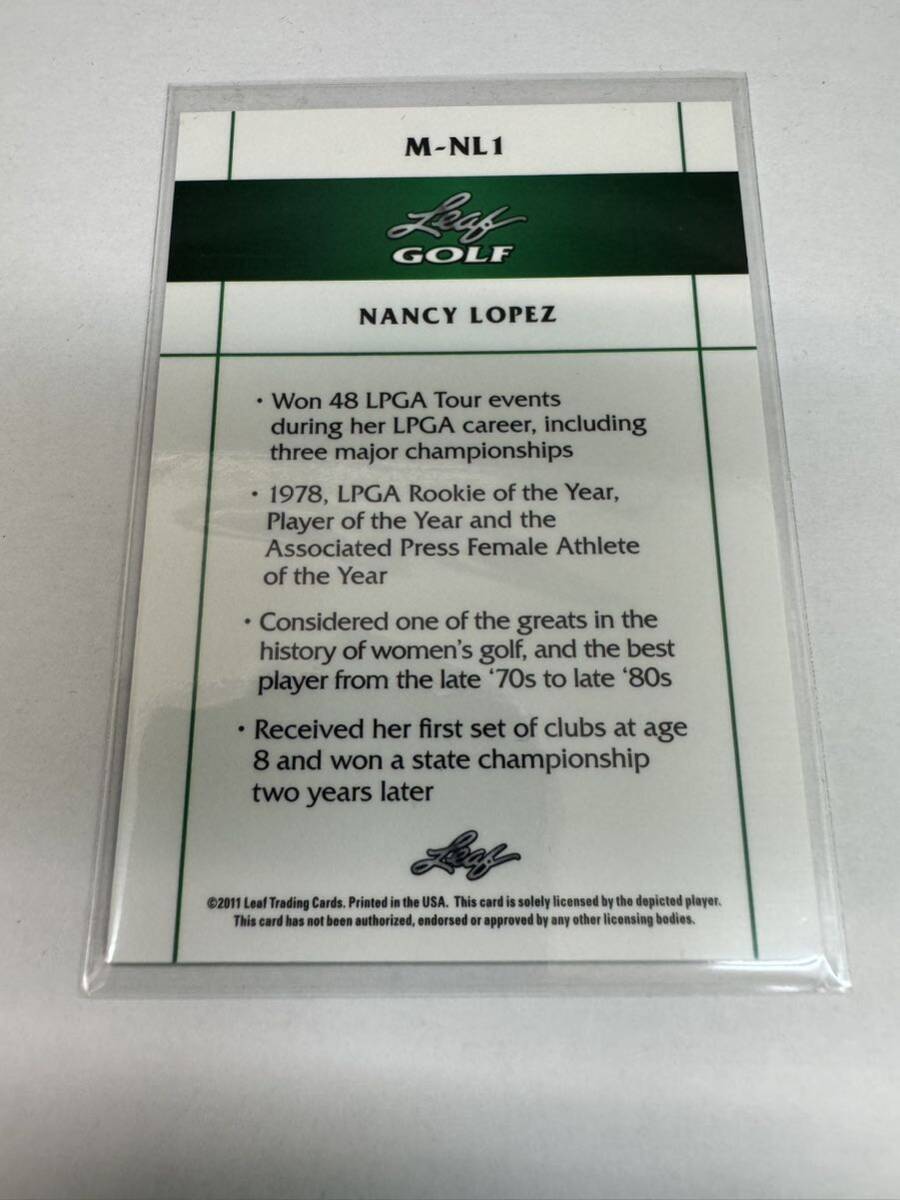 M-NL1
Leaf
GOLF
NANCY LOPEZ
• Won 48 LPGA Tour events
during her LPGA career, including
three major championships
• 1978, LPGA Rookie of the Year,
Player of the Year and the
Associated Press Female Athlete
of the Year
• Considered one of the greats in the
history of women's golf, and the best
player from the late ‘70s to late ‘80s
• Received her first set of clubs at age
8 and won a state championship
two years later
Leaf
©2011 Leaf Trading Cards. Printed in the USA. This card is solely licensed by the depicted player.
This card has not been authorized, endorsed or approved by any other licensing bodies.